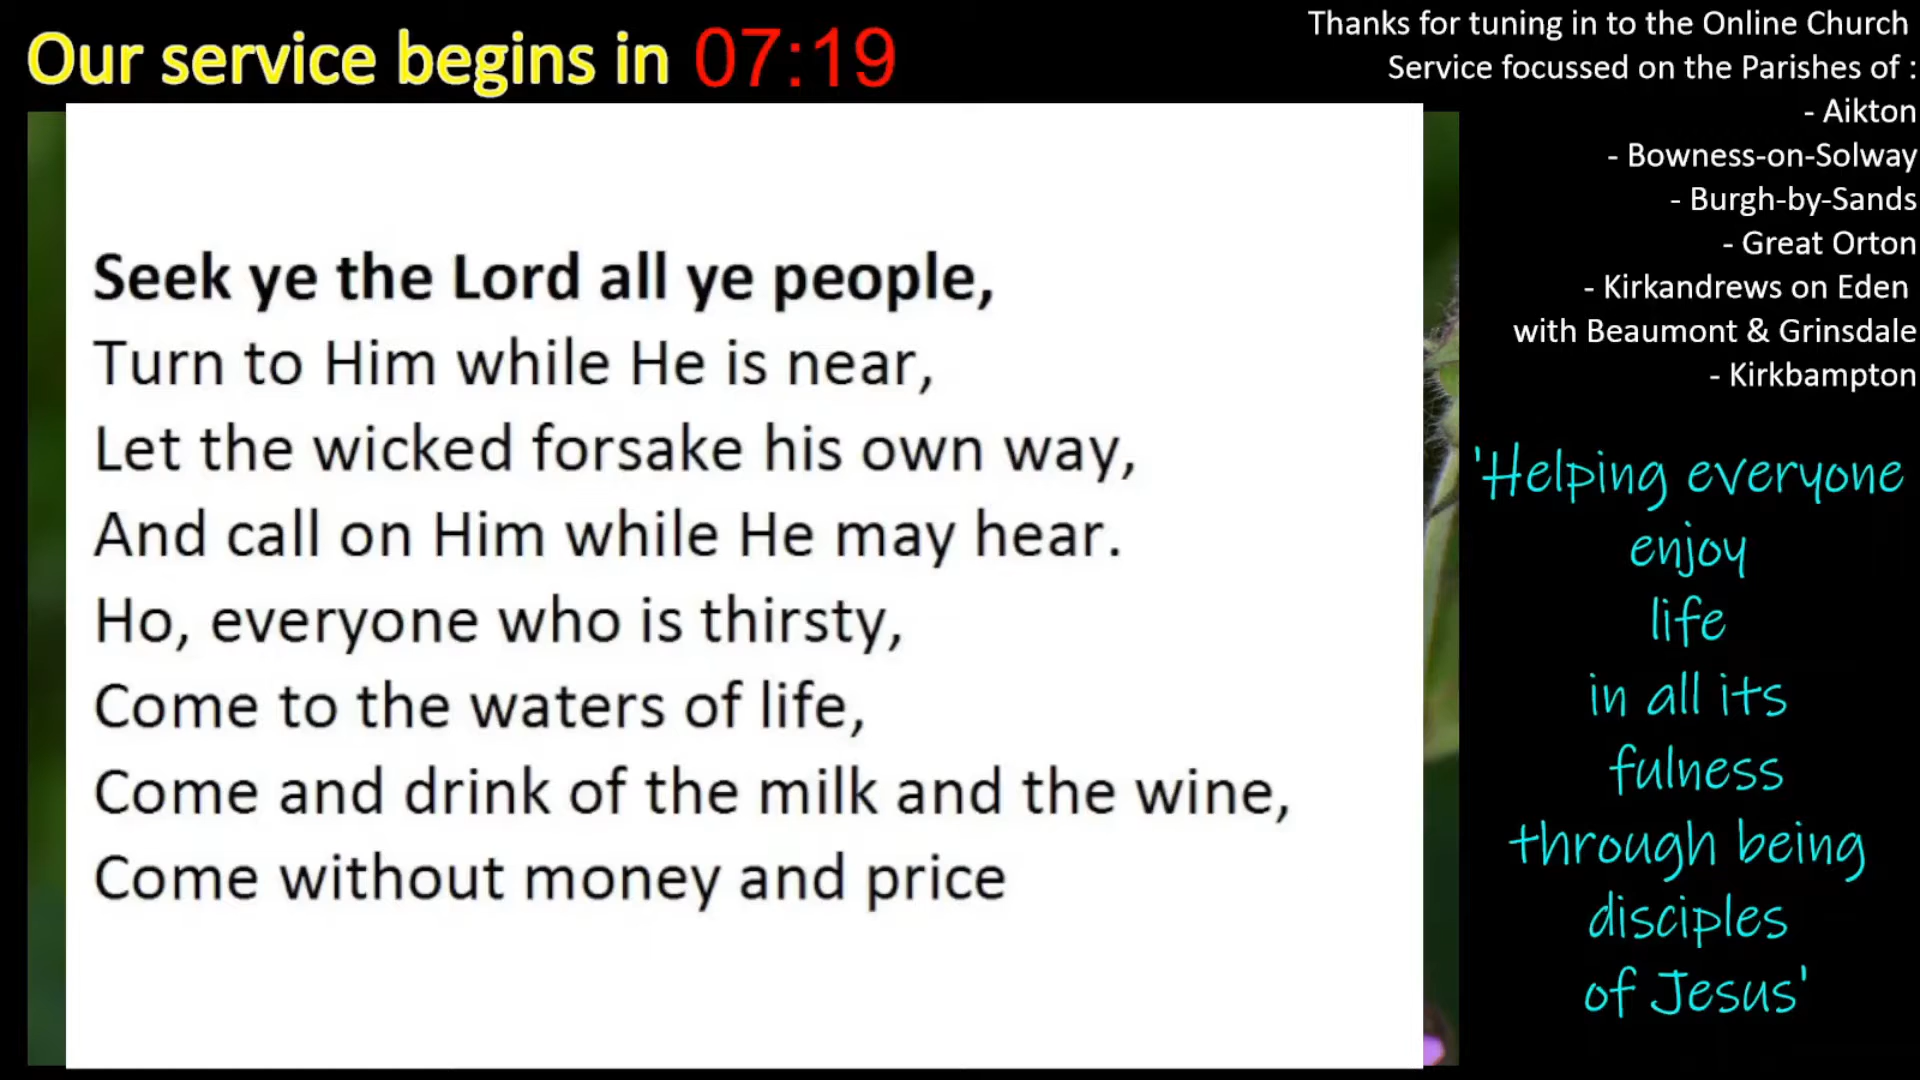 Our service begins in 07:19
Thanks for tuning in to the Online Church
Service focussed on the Parishes of :
- Aikton
- Bowness-on-Solway
- Burgh-by-Sands
- Great Orton
- Kirkandrews on Eden
with Beaumont & Grinsdale
- Kirkbampton
Seek ye the Lord all ye people,
Turn to Him while He is near,
Let the wicked forsake his own way,
And call on Him while He may hear.
Ho, everyone who is thirsty,
Come to the waters of life,
Come and drink of the milk and the wine,
Come without money and price
'Helping everyone
enjoy
life
in all its
fulness
through being
disciples
of Jesus'